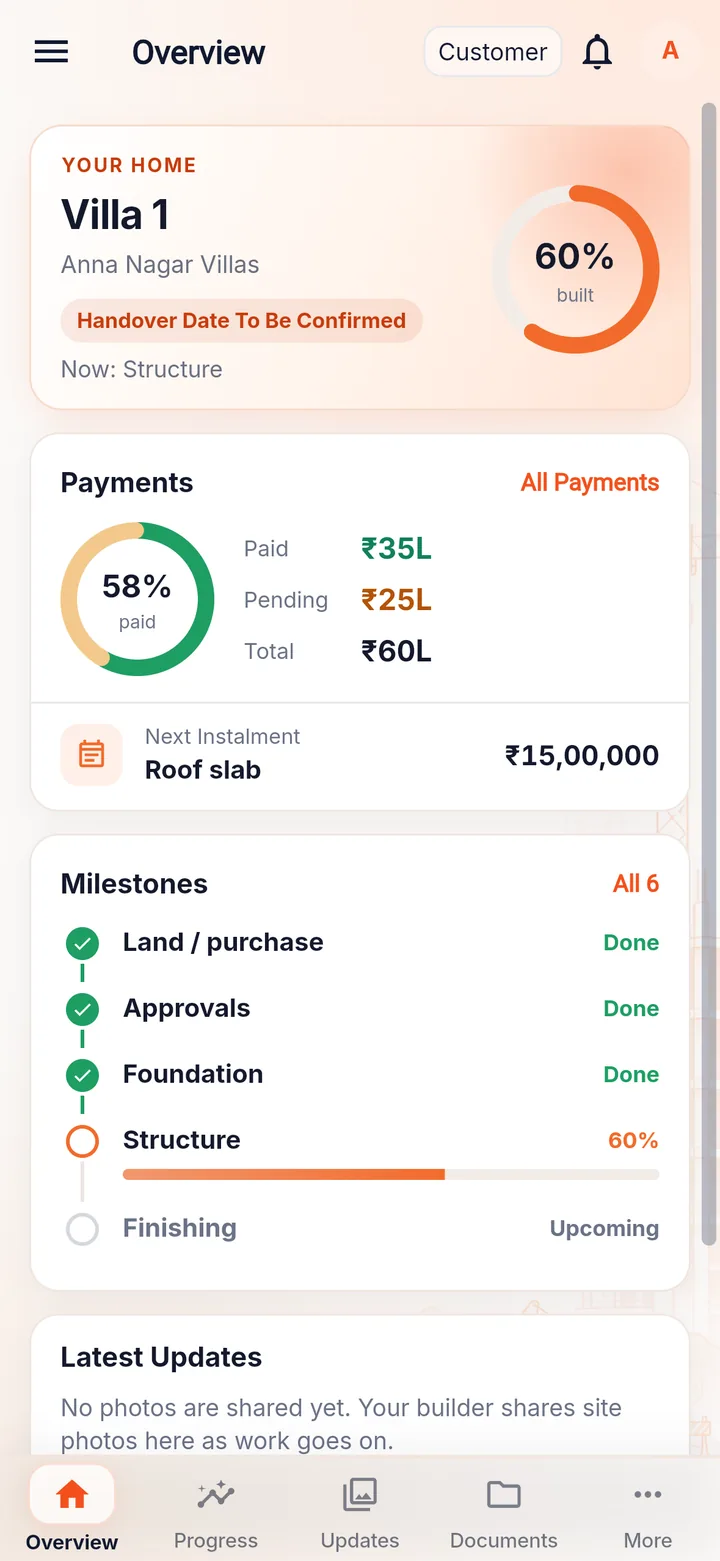 Overview
Customer
A
YOUR HOME
Villa 1
Anna Nagar Villas
Handover Date To Be Confirmed
Now: Structure
60%
built
Payments
All Payments
58%
paid
Paid ₹35L
Pending ₹25L
Total ₹60L
Next Instalment
Roof slab
₹15,00,000
Milestones
All 6
Land / purchase Done
Approvals Done
Foundation Done
Structure 60%
Finishing Upcoming
Latest Updates
No photos are shared yet. Your builder shares site
photos here as work goes on.
Overview Progress Updates Documents More